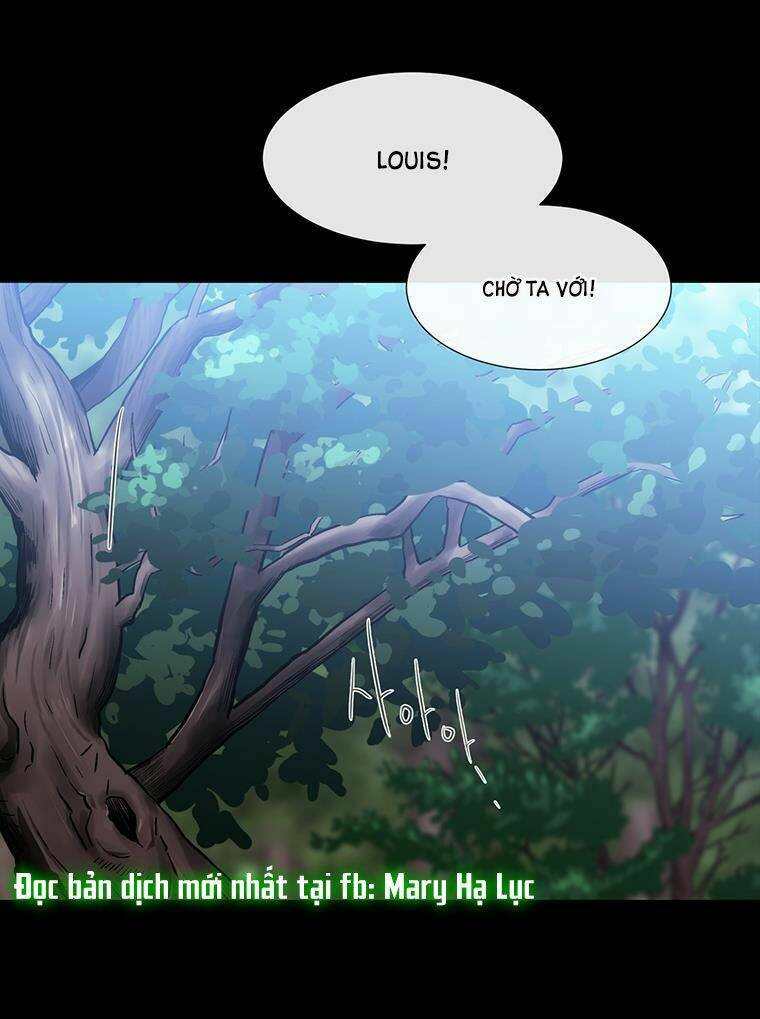 LOUIS!
CHỜ TA VỚI!
사아아
Đọc bản dịch mới nhất tại fb: Mary Hạ Lục